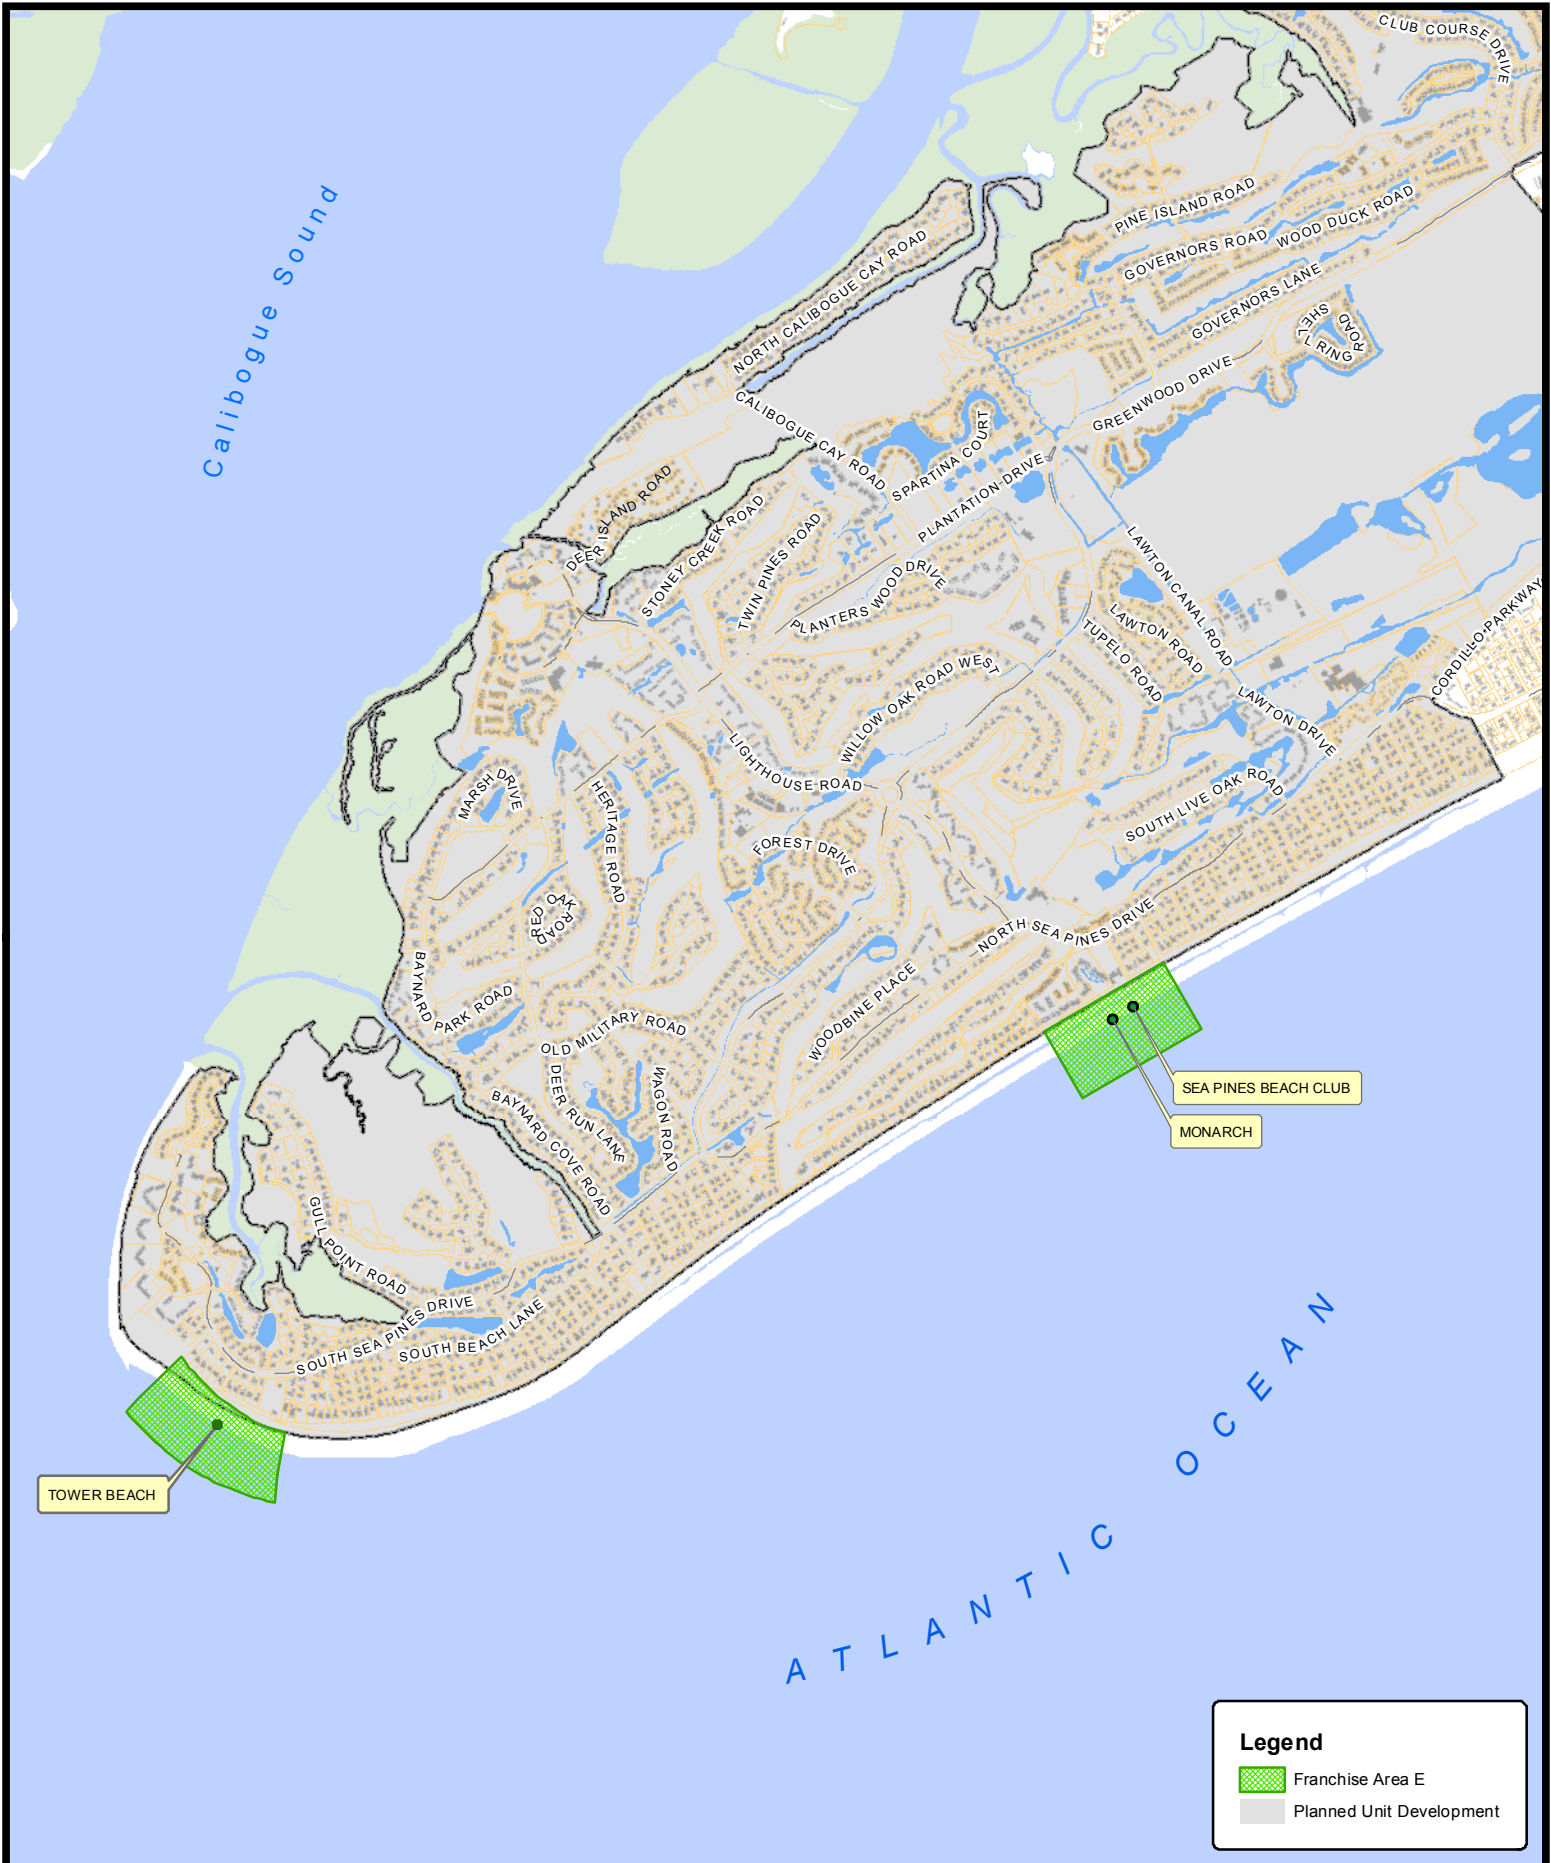 CLUB COURSE DRIVE
Calibogue Sound
PINE ISLAND ROAD
GOVERNORS ROAD
WOOD DUCK ROAD
NORTH CALIBOGUE CAY ROAD
GOVERNORS LANE
SHELL RING ROAD
GREENWOOD DRIVE
CALIBOGUE CAY ROAD
SPARTINA COURT
PLANTATION DRIVE
DEER ISLAND ROAD
STONEY CREEK ROAD
TWIN PINES ROAD
PLANTERS WOOD DRIVE
LAWTON CANAL ROAD
LAWTON ROAD
TUPELO ROAD
CORDILLO PARKWAY
WILLOW OAK ROAD WEST
LAWTON DRIVE
LIGHTHOUSE ROAD
MARSH DRIVE
HERITAGE ROAD
SOUTH LIVE OAK ROAD
FOREST DRIVE
RED OAK ROAD
NORTH SEA PINES DRIVE
BAYNARD PARK ROAD
WOODBINE PLACE
OLD MILITARY ROAD
DEER RUN LANE
WAGON ROAD
BAYNARD COVE ROAD
SEA PINES BEACH CLUB
MONARCH
GULL POINT ROAD
SOUTH SEA PINES DRIVE
SOUTH BEACH LANE
TOWER BEACH
ATLANTIC OCEAN
Legend
Franchise Area E
Planned Unit Development